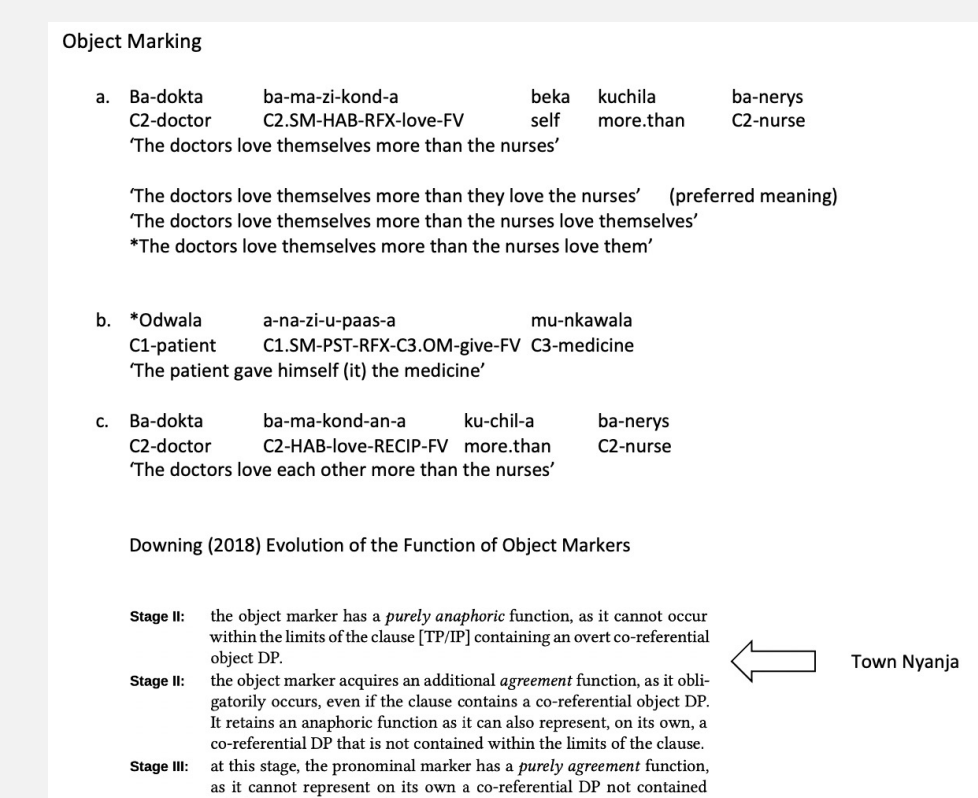 Object Marking
a. Ba-dokta ba-ma-zi-kond-a beka kuchila ba-nerys
C2-doctor C2.SM-HAB-RFX-love-FV self more.than C2-nurse
‘The doctors love themselves more than the nurses’
‘The doctors love themselves more than they love the nurses’ (preferred meaning)
‘The doctors love themselves more than the nurses love themselves’
*The doctors love themselves more than the nurses love them’
b. *Odwala a-na-zi-u-paas-a mu-nkawala
C1-patient C1.SM-PST-RFX-C3.OM-give-FV C3-medicine
‘The patient gave himself (it) the medicine’
c. Ba-dokta ba-ma-kond-an-a ku-chil-a ba-nerys
C2-doctor C2-HAB-love-RECIP-FV more.than C2-nurse
‘The doctors love each other more than the nurses’
Downing (2018) Evolution of the Function of Object Markers
Stage II: the object marker has a purely anaphoric function, as it cannot occur
within the limits of the clause [TP/IP] containing an overt co-referential
object DP.
Town Nyanja
Stage II: the object marker acquires an additional agreement function, as it obli-
gatorily occurs, even if the clause contains a co-referential object DP.
It retains an anaphoric function as it can also represent, on its own, a
co-referential DP that is not contained within the limits of the clause.
Stage III: at this stage, the pronominal marker has a purely agreement function,
as it cannot represent on its own a co-referential DP not contained